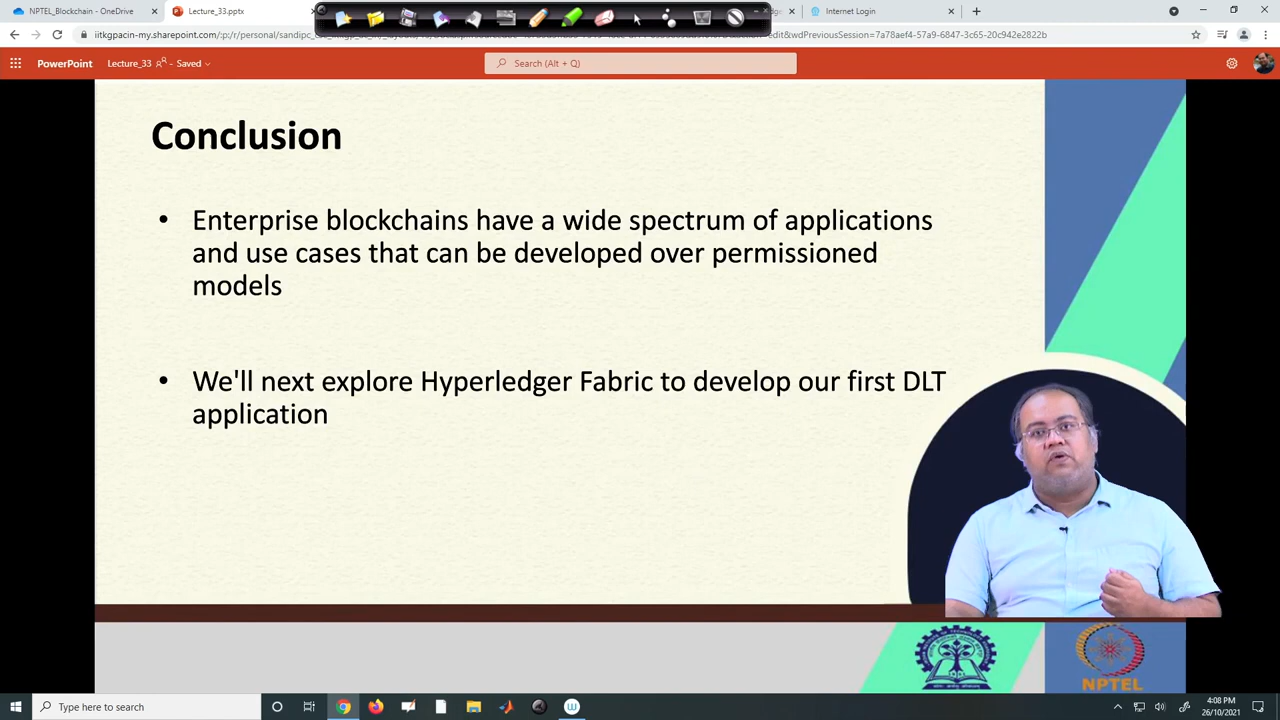 NPTEL_Blockchain - OneDrive
Lecture_33.pptx
Internet Login
PowerPoint
Lecture_33
- Saved
Search (Alt + Q)
Conclusion
• Enterprise blockchains have a wide spectrum of applications
and use cases that can be developed over permissioned
models
• We'll next explore Hyperledger Fabric to develop our first DLT
application
NPTEL
Type here to search
4:08 PM
26/10/2021